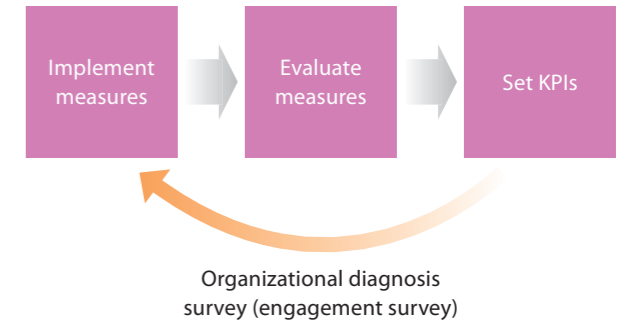 Implement
measures
Evaluate
measures
Set KPIs
Organizational diagnosis
survey (engagement survey)